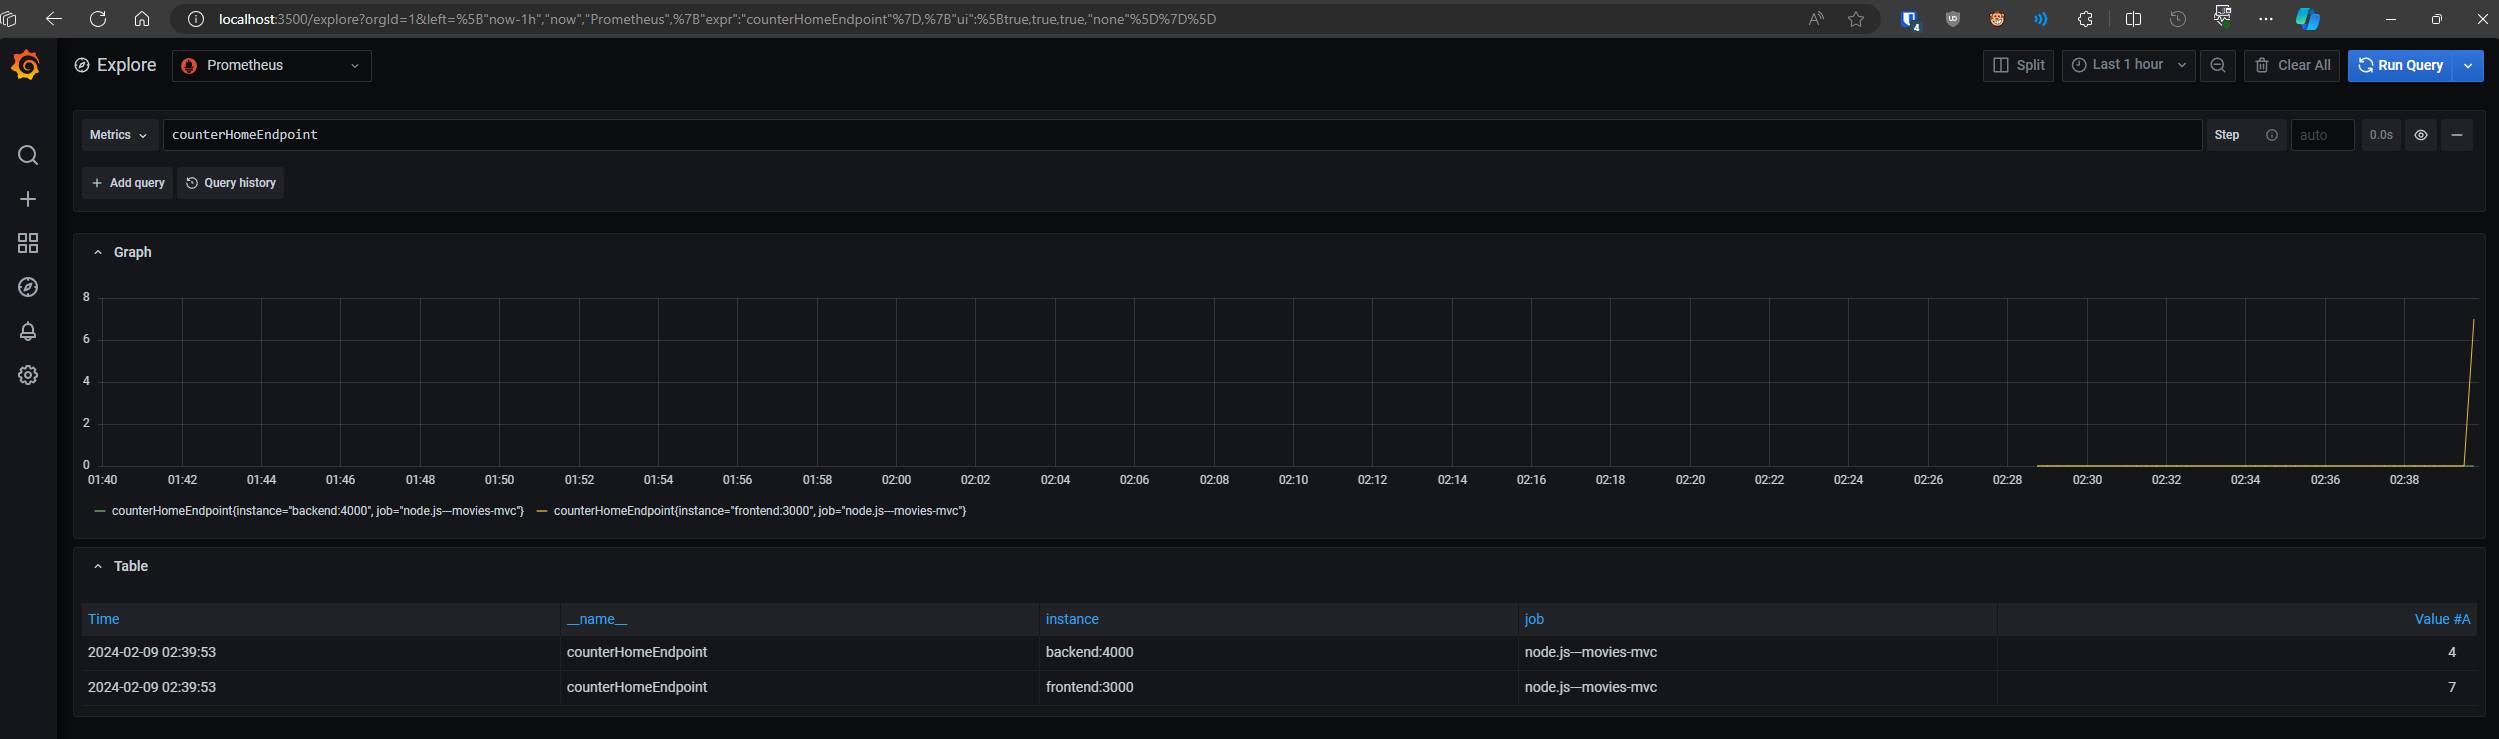 localhost:3500/explore?orgId=1&left=%5B"now-1h","now","Prometheus",%7B"expr":"counterHomeEndpoint"%7D,%7B"ui":%5Btrue,true,true,"none"%5D%7D%5D
4
Explore Prometheus Split Last 1 hour Clear All Run Query
Metrics counterHomeEndpoint Step auto 0.0s
Add query Query history
Graph
8
6
4
2
0
01:40 01:42 01:44 01:46 01:48 01:50 01:52 01:54 01:56 01:58 02:00 02:02 02:04 02:06 02:08 02:10 02:12 02:14 02:16 02:18 02:20 02:22 02:24 02:26 02:28 02:30 02:32 02:34 02:36 02:38
counterHomeEndpoint{instance="backend:4000", job="node.js---movies-mvc"} counterHomeEndpoint{instance="frontend:3000", job="node.js---movies-mvc"}
Table
Time __name__ instance job Value #A
2024-02-09 02:39:53 counterHomeEndpoint backend:4000 node.js---movies-mvc 4
2024-02-09 02:39:53 counterHomeEndpoint frontend:3000 node.js---movies-mvc 7